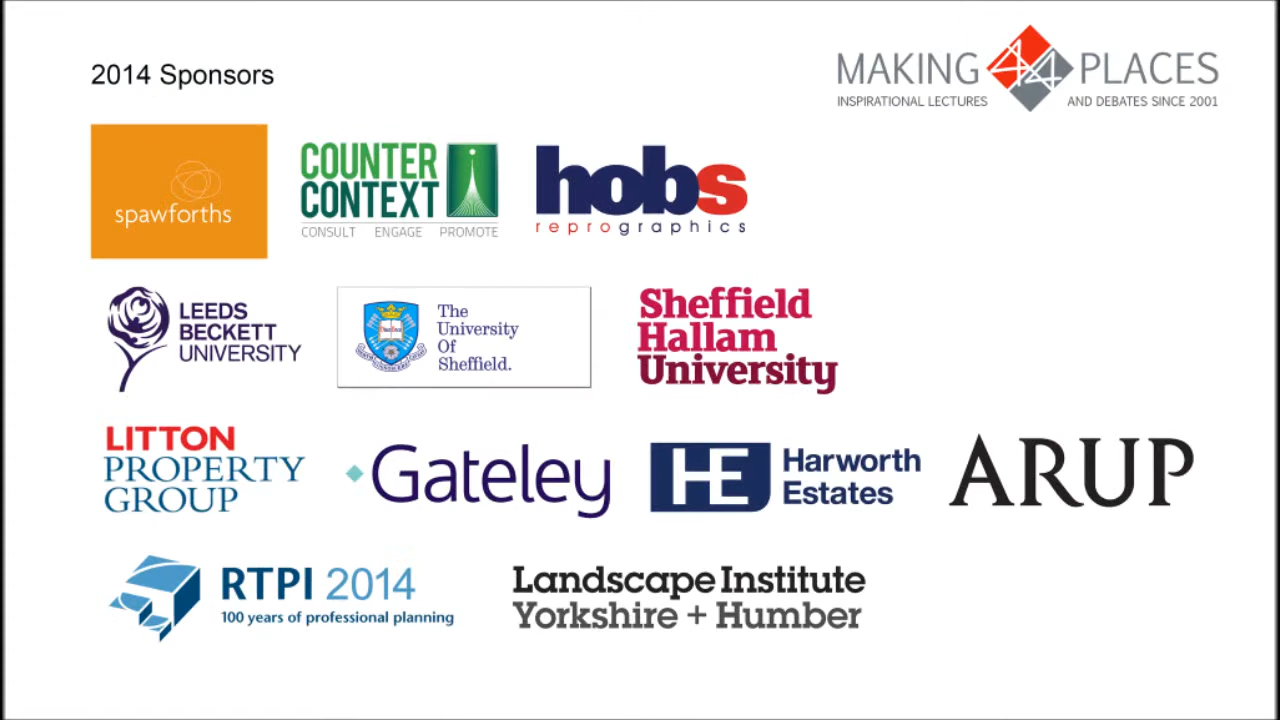 2014 Sponsors
MAKING PLACES
INSPIRATIONAL LECTURES AND DEBATES SINCE 2001
spawforths
COUNTER
CONTEXT
CONSULT ENGAGE PROMOTE
hobs
reprographics
LEEDS
BECKETT
UNIVERSITY
The
University
Of
Sheffield.
Sheffield
Hallam
University
LITTON
PROPERTY
GROUP
Gateley
HE
Harworth
Estates
ARUP
RTPI 2014
100 years of professional planning
Landscape Institute
Yorkshire + Humber